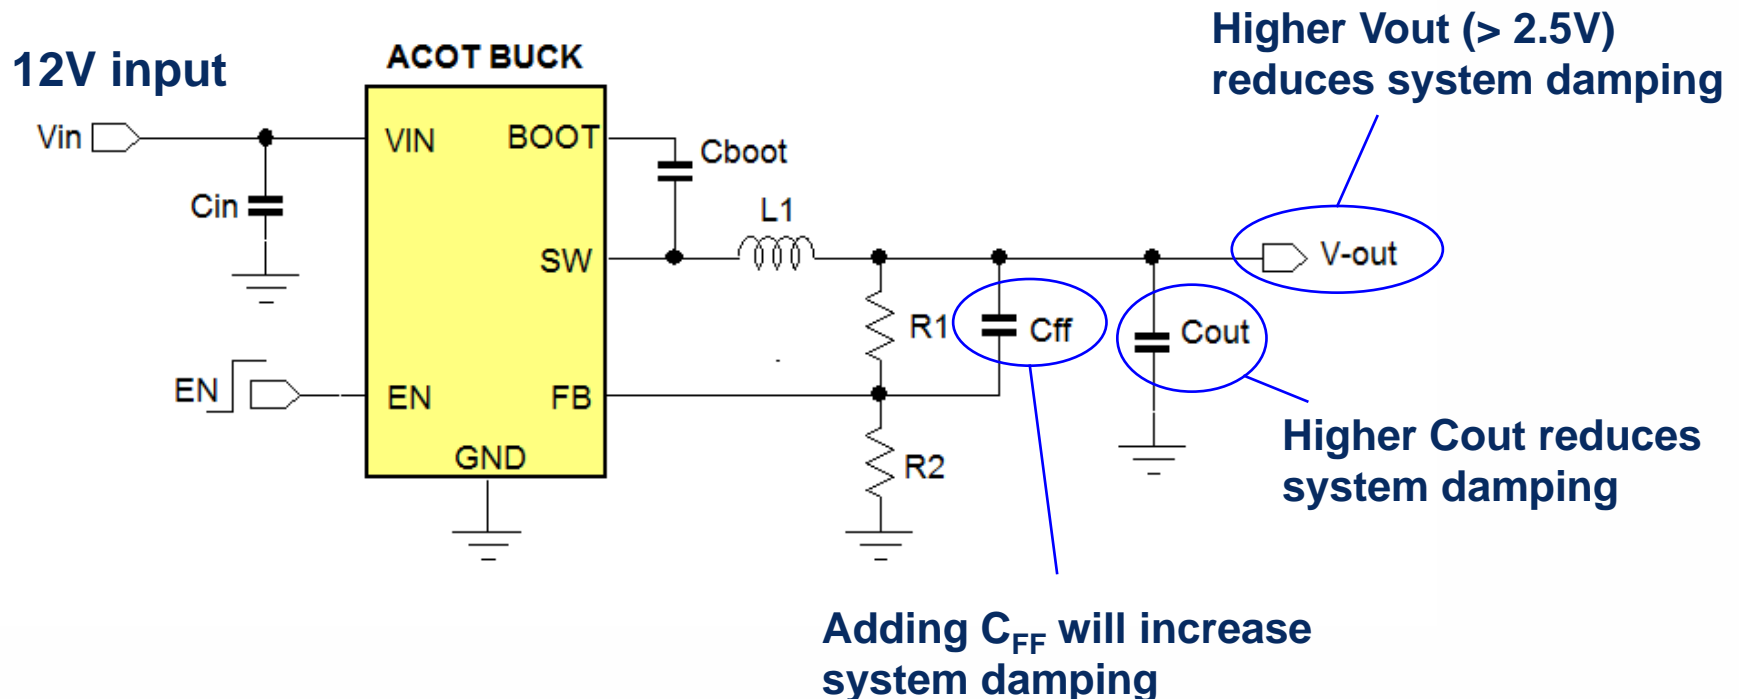 Higher Vout (> 2.5V)
reduces system damping
12V input
ACOT BUCK
Vin
VIN
BOOT
Cboot
Cin
L1
SW
V-out
R1
Cff
Cout
EN
EN
FB
GND
R2
Higher Cout reduces
system damping
Adding CFF will increase
system damping